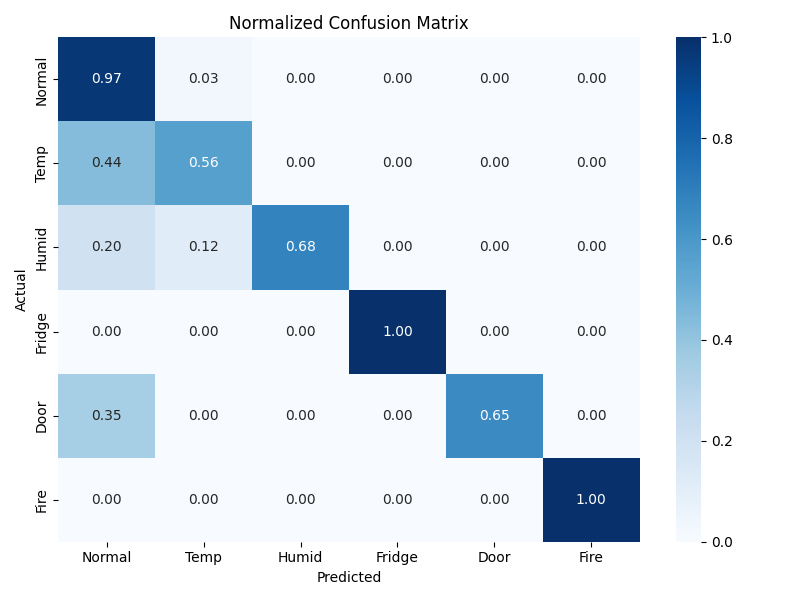 Normalized Confusion Matrix
Actual
Normal 0.97 0.03 0.00 0.00 0.00 0.00
Temp 0.44 0.56 0.00 0.00 0.00 0.00
Humid 0.20 0.12 0.68 0.00 0.00 0.00
Fridge 0.00 0.00 0.00 1.00 0.00 0.00
Door 0.35 0.00 0.00 0.00 0.65 0.00
Fire 0.00 0.00 0.00 0.00 0.00 1.00
Normal Temp Humid Fridge Door Fire
Predicted
1.0
0.8
0.6
0.4
0.2
0.0